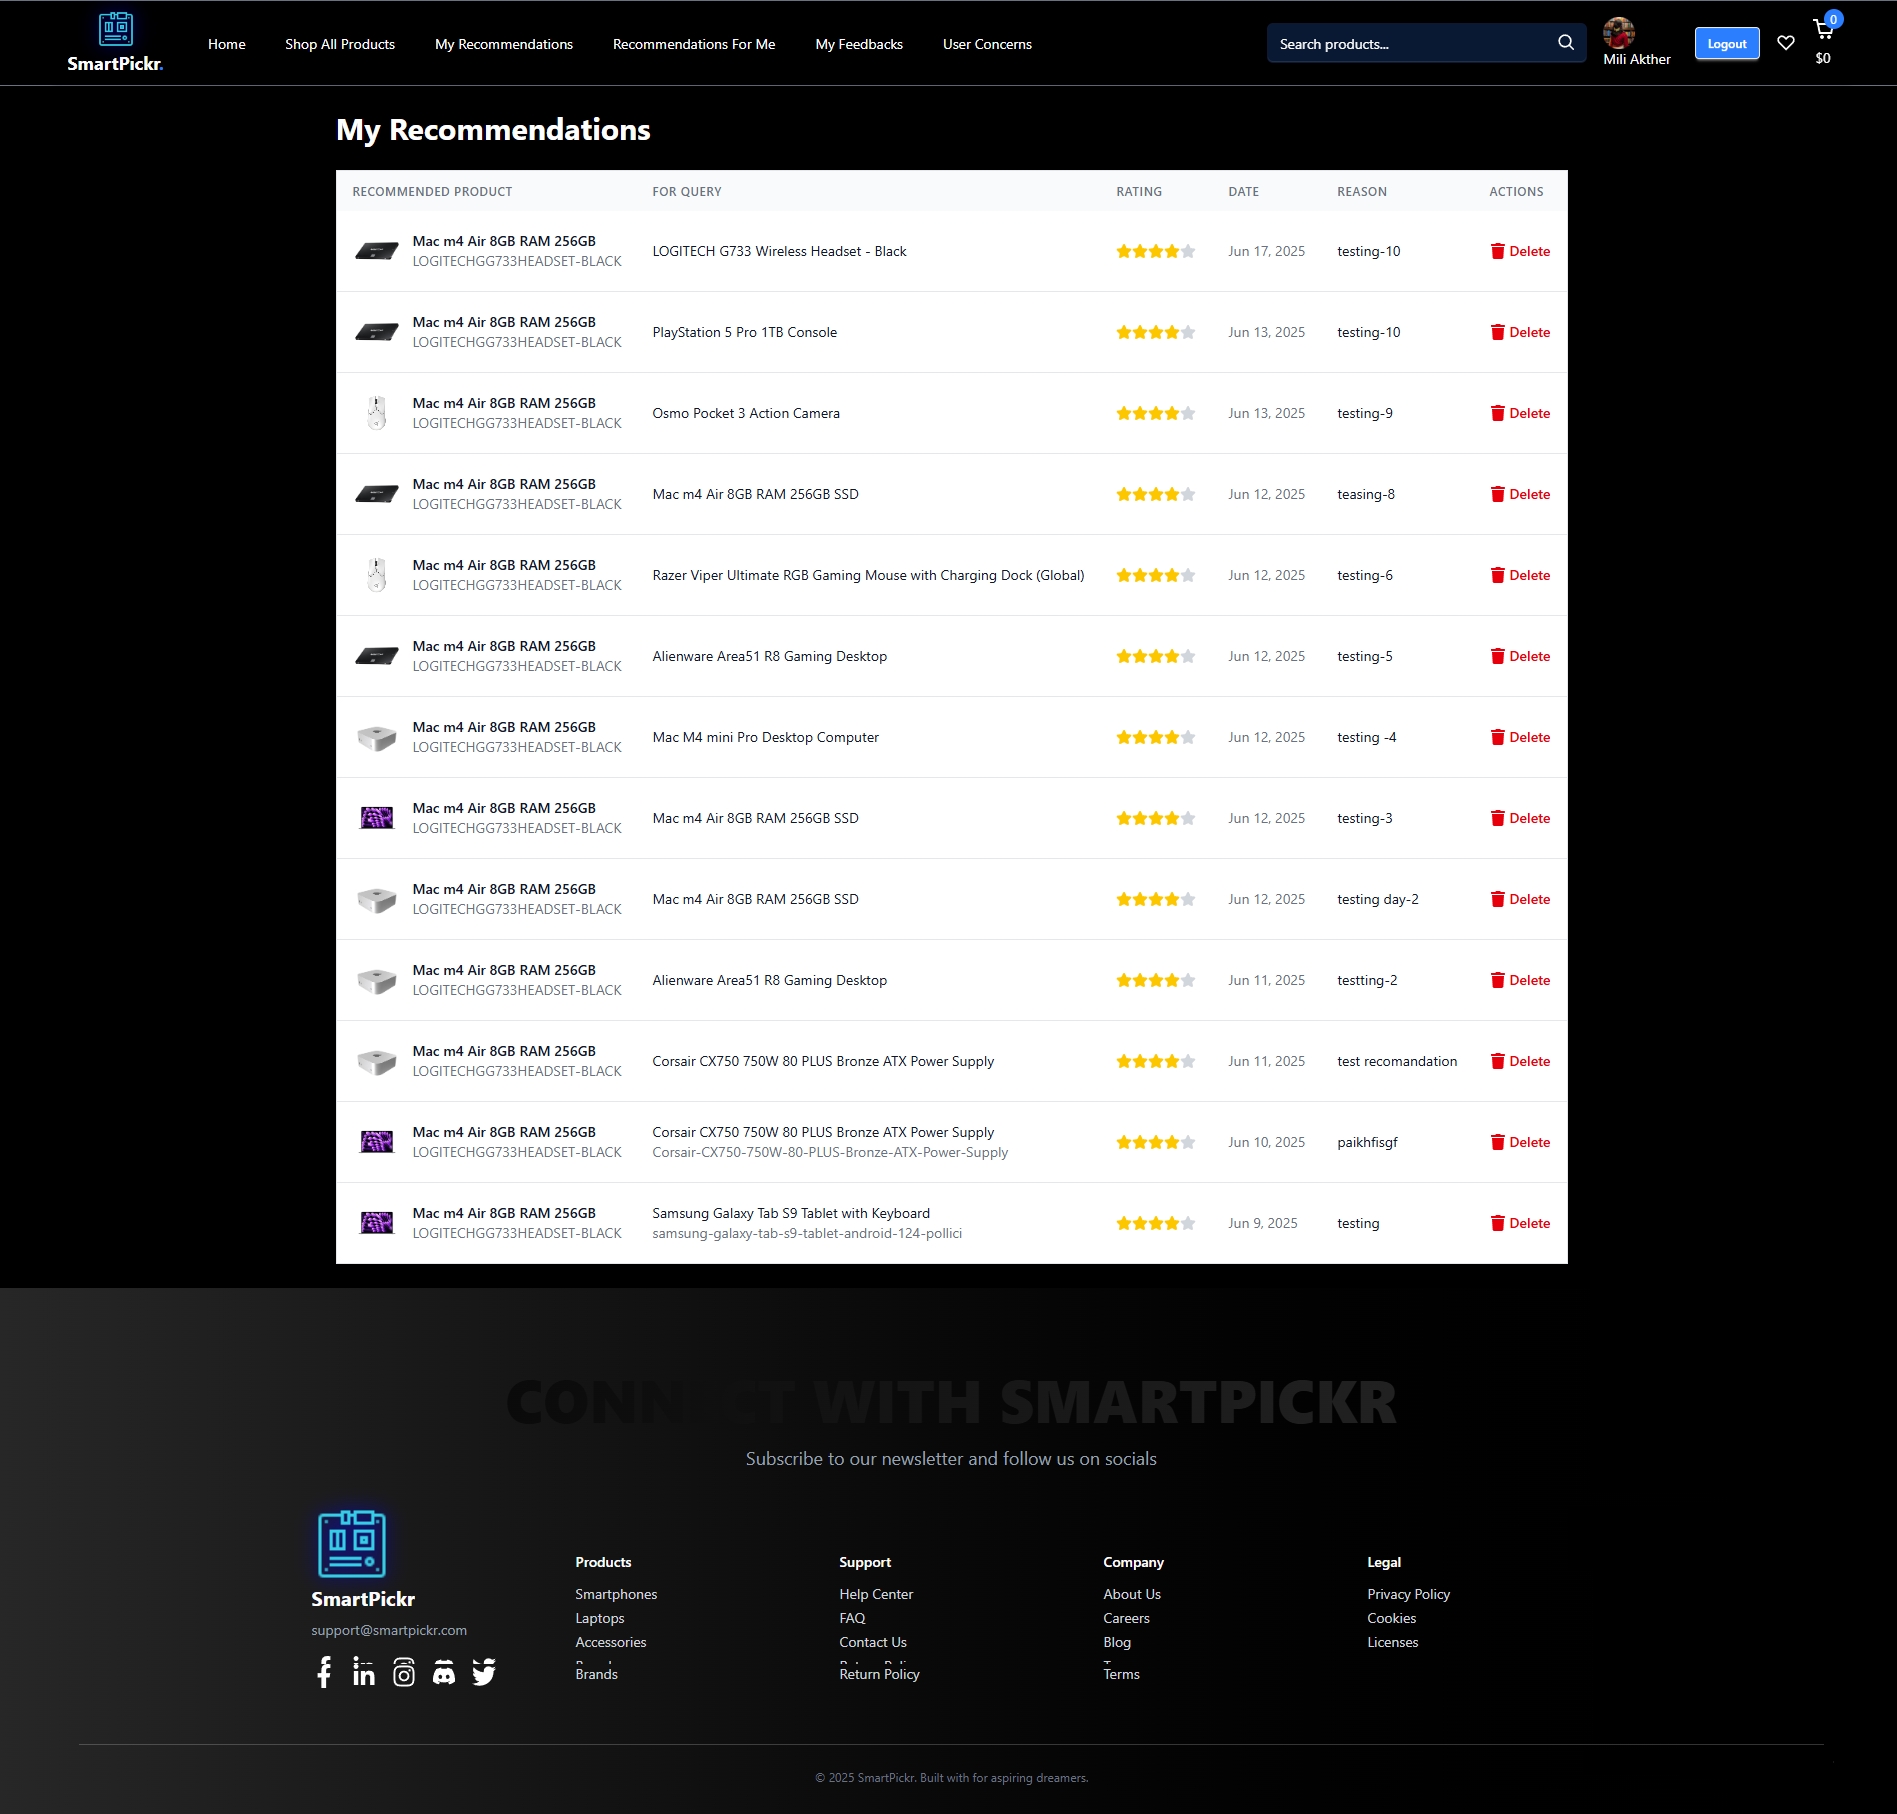 SmartPickr.
Home
Shop All Products
My Recommendations
Recommendations For Me
My Feedbacks
User Concerns
Search products...
Mili Akther
Logout
0
$0
My Recommendations
RECOMMENDED PRODUCT FOR QUERY RATING DATE REASON ACTIONS
Mac m4 Air 8GB RAM 256GB
LOGITECHGG733HEADSET-BLACK
LOGITECH G733 Wireless Headset - Black
Jun 17, 2025
testing-10
Delete
Mac m4 Air 8GB RAM 256GB
LOGITECHGG733HEADSET-BLACK
PlayStation 5 Pro 1TB Console
Jun 13, 2025
testing-10
Delete
Mac m4 Air 8GB RAM 256GB
LOGITECHGG733HEADSET-BLACK
Osmo Pocket 3 Action Camera
Jun 13, 2025
testing-9
Delete
Mac m4 Air 8GB RAM 256GB
LOGITECHGG733HEADSET-BLACK
Mac m4 Air 8GB RAM 256GB SSD
Jun 12, 2025
teasing-8
Delete
Mac m4 Air 8GB RAM 256GB
LOGITECHGG733HEADSET-BLACK
Razer Viper Ultimate RGB Gaming Mouse with Charging Dock (Global)
Jun 12, 2025
testing-6
Delete
Mac m4 Air 8GB RAM 256GB
LOGITECHGG733HEADSET-BLACK
Alienware Area51 R8 Gaming Desktop
Jun 12, 2025
testing-5
Delete
Mac m4 Air 8GB RAM 256GB
LOGITECHGG733HEADSET-BLACK
Mac M4 mini Pro Desktop Computer
Jun 12, 2025
testing -4
Delete
Mac m4 Air 8GB RAM 256GB
LOGITECHGG733HEADSET-BLACK
Mac m4 Air 8GB RAM 256GB SSD
Jun 12, 2025
testing-3
Delete
Mac m4 Air 8GB RAM 256GB
LOGITECHGG733HEADSET-BLACK
Mac m4 Air 8GB RAM 256GB SSD
Jun 12, 2025
testing day-2
Delete
Mac m4 Air 8GB RAM 256GB
LOGITECHGG733HEADSET-BLACK
Alienware Area51 R8 Gaming Desktop
Jun 11, 2025
testting-2
Delete
Mac m4 Air 8GB RAM 256GB
LOGITECHGG733HEADSET-BLACK
Corsair CX750 750W 80 PLUS Bronze ATX Power Supply
Jun 11, 2025
test recomandation
Delete
Mac m4 Air 8GB RAM 256GB
LOGITECHGG733HEADSET-BLACK
Corsair CX750 750W 80 PLUS Bronze ATX Power Supply
Corsair-CX750-750W-80-PLUS-Bronze-ATX-Power-Supply
Jun 10, 2025
paikhfisgf
Delete
Mac m4 Air 8GB RAM 256GB
LOGITECHGG733HEADSET-BLACK
Samsung Galaxy Tab S9 Tablet with Keyboard
samsung-galaxy-tab-s9-tablet-android-124-pollici
Jun 9, 2025
testing
Delete
CONNECT WITH SMARTPICKR
Subscribe to our newsletter and follow us on socials
SmartPickr
support@smartpickr.com
Products
Smartphones
Laptops
Accessories
Brands
Support
Help Center
FAQ
Contact Us
Return Policy
Company
About Us
Careers
Blog
Terms
Legal
Privacy Policy
Cookies
Licenses
© 2025 SmartPickr. Built with for aspiring dreamers.